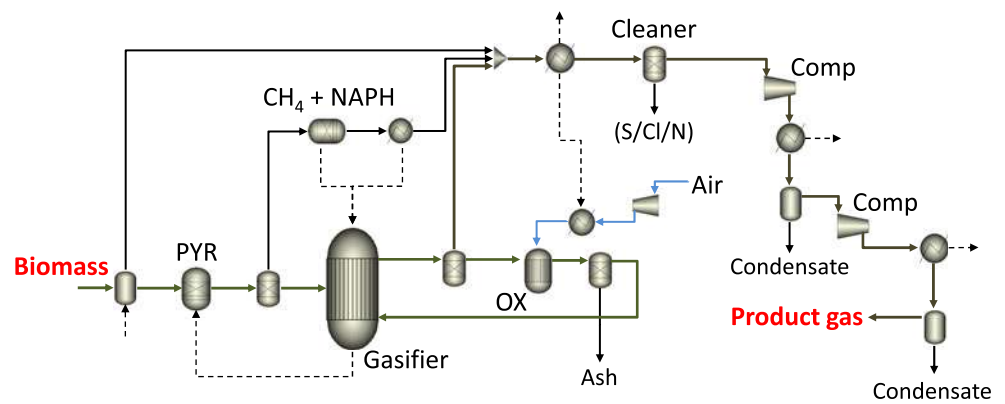 Cleaner
Comp
CH₄ + NAPH
(S/Cl/N)
Air
Comp
PYR
Biomass
Condensate
OX
Product gas
Gasifier
Ash
Condensate